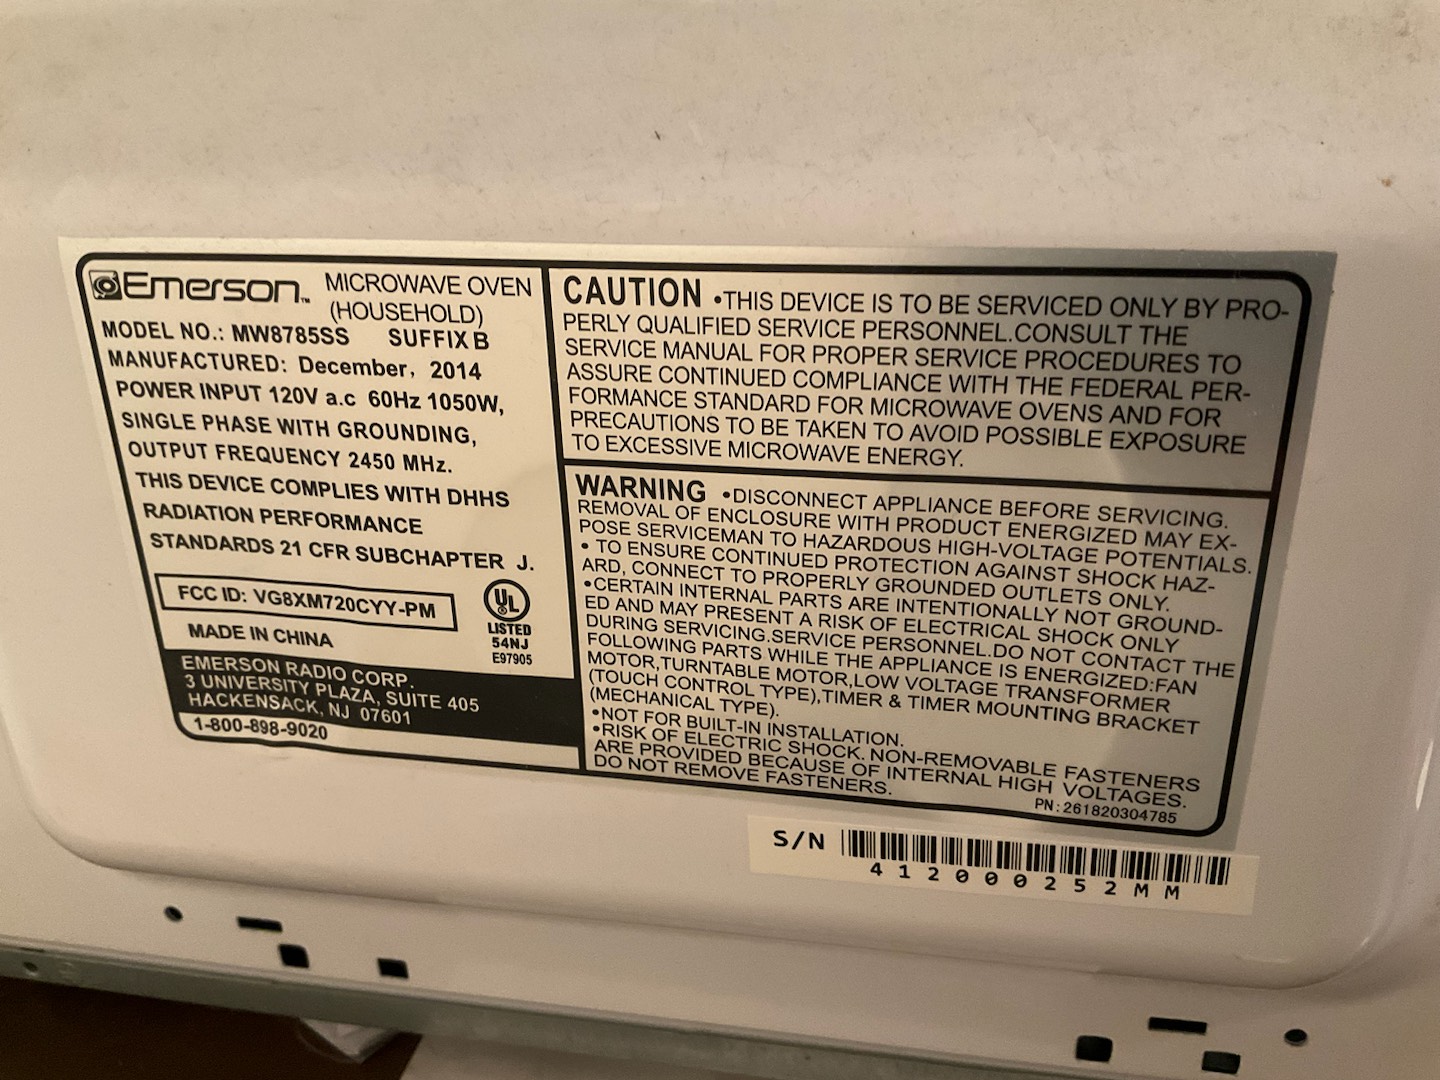 Emerson™ MICROWAVE OVEN
(HOUSEHOLD)
MODEL NO.: MW8785SS SUFFIX B
MANUFACTURED: December, 2014
POWER INPUT 120V a.c 60Hz 1050W,
SINGLE PHASE WITH GROUNDING,
OUTPUT FREQUENCY 2450 MHz.
THIS DEVICE COMPLIES WITH DHHS
RADIATION PERFORMANCE
STANDARDS 21 CFR SUBCHAPTER J.
FCC ID: VG8XM720CYY-PM
UL
LISTED
54NJ
E97905
MADE IN CHINA
EMERSON RADIO CORP.
3 UNIVERSITY PLAZA, SUITE 405
HACKENSACK, NJ 07601
1-800-898-9020
CAUTION •THIS DEVICE IS TO BE SERVICED ONLY BY PRO-
PERLY QUALIFIED SERVICE PERSONNEL.CONSULT THE
SERVICE MANUAL FOR PROPER SERVICE PROCEDURES TO
ASSURE CONTINUED COMPLIANCE WITH THE FEDERAL PER-
FORMANCE STANDARD FOR MICROWAVE OVENS AND FOR
PRECAUTIONS TO BE TAKEN TO AVOID POSSIBLE EXPOSURE
TO EXCESSIVE MICROWAVE ENERGY.
WARNING •DISCONNECT APPLIANCE BEFORE SERVICING.
REMOVAL OF ENCLOSURE WITH PRODUCT ENERGIZED MAY EX-
POSE SERVICEMAN TO HAZARDOUS HIGH-VOLTAGE POTENTIALS.
• TO ENSURE CONTINUED PROTECTION AGAINST SHOCK HAZ-
ARD, CONNECT TO PROPERLY GROUNDED OUTLETS ONLY.
•CERTAIN INTERNAL PARTS ARE INTENTIONALLY NOT GROUND-
ED AND MAY PRESENT A RISK OF ELECTRICAL SHOCK ONLY
DURING SERVICING.SERVICE PERSONNEL.DO NOT CONTACT THE
FOLLOWING PARTS WHILE THE APPLIANCE IS ENERGIZED:FAN
MOTOR,TURNTABLE MOTOR,LOW VOLTAGE TRANSFORMER
(TOUCH CONTROL TYPE),TIMER & TIMER MOUNTING BRACKET
(MECHANICAL TYPE).
•NOT FOR BUILT-IN INSTALLATION.
•RISK OF ELECTRIC SHOCK. NON-REMOVABLE FASTENERS
ARE PROVIDED BECAUSE OF INTERNAL HIGH VOLTAGES.
DO NOT REMOVE FASTENERS.
PN:261820304785
S/N
412000252MM